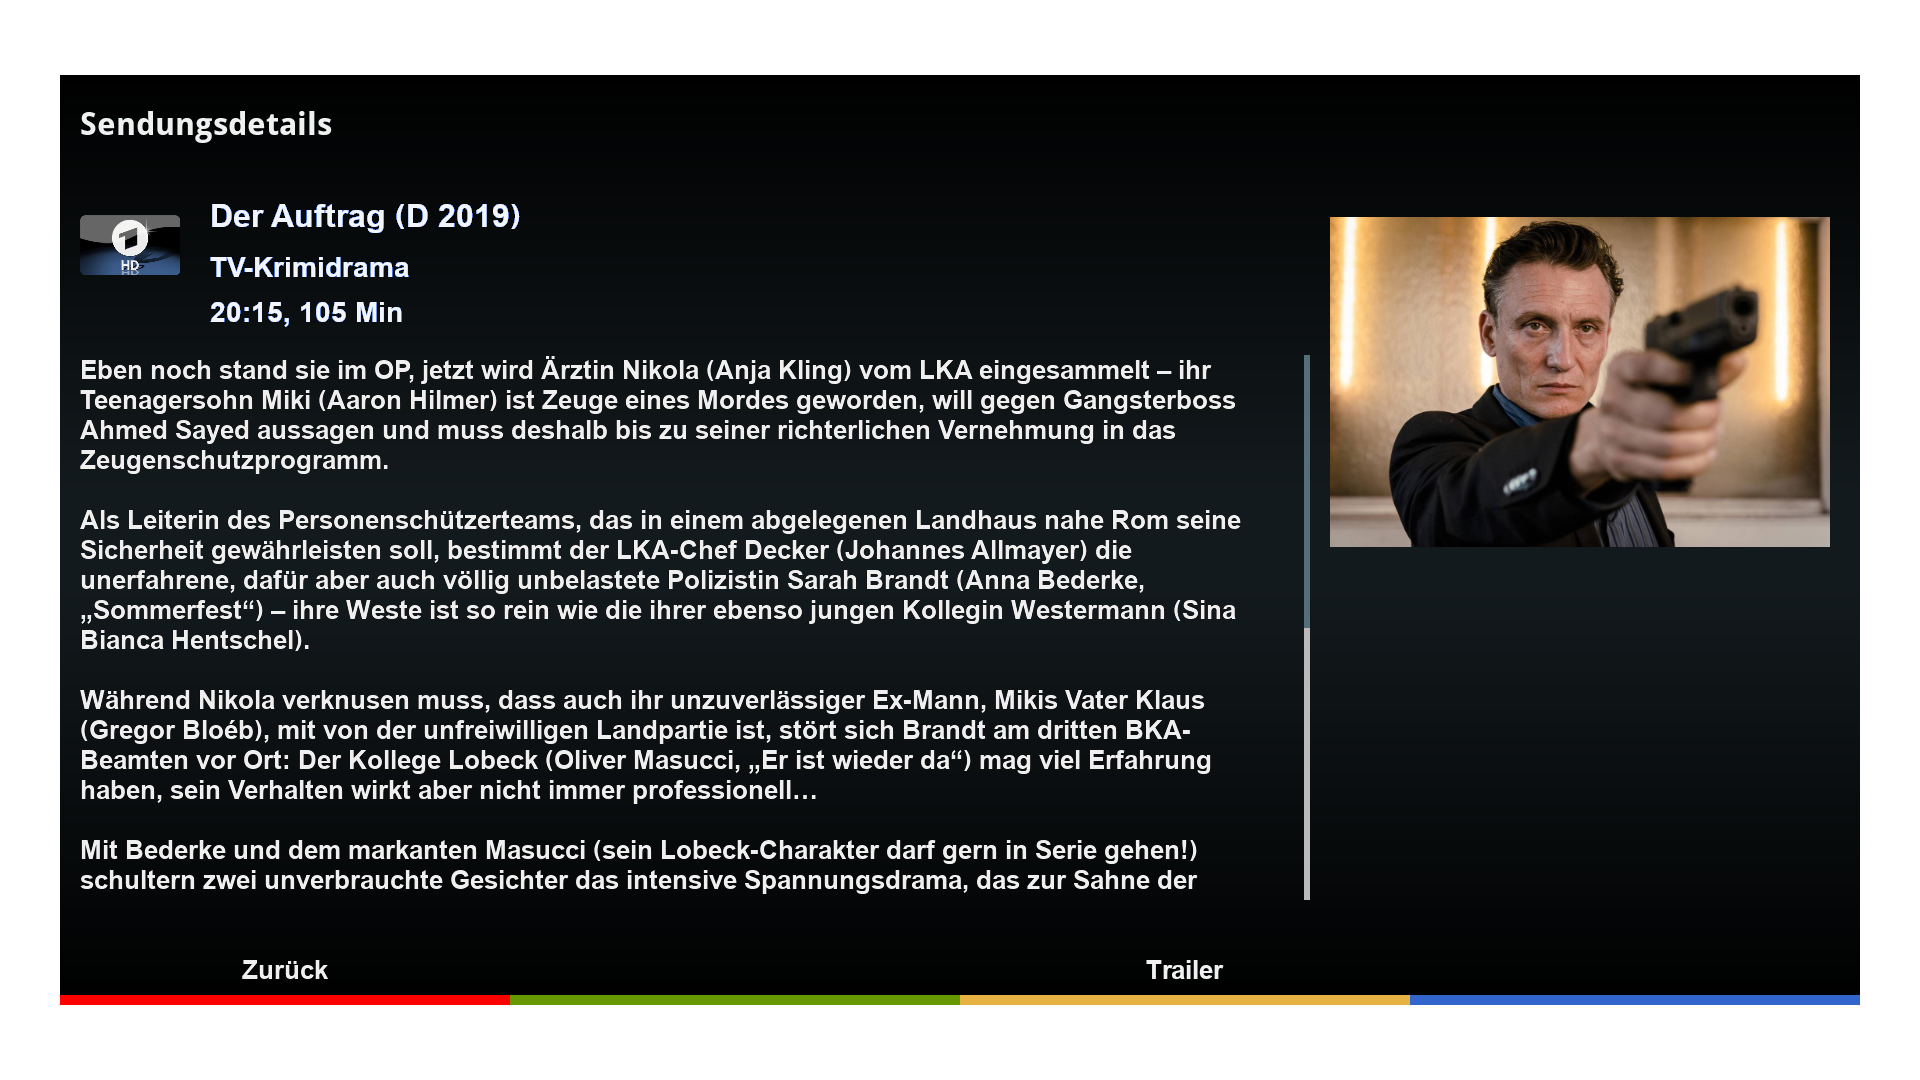 Sendungsdetails
HD
Der Auftrag (D 2019)
TV-Krimidrama
20:15, 105 Min
Eben noch stand sie im OP, jetzt wird Ärztin Nikola (Anja Kling) vom LKA eingesammelt – ihr
Teenagersohn Miki (Aaron Hilmer) ist Zeuge eines Mordes geworden, will gegen Gangsterboss
Ahmed Sayed aussagen und muss deshalb bis zu seiner richterlichen Vernehmung in das
Zeugenschutzprogramm.
Als Leiterin des Personenschützerteams, das in einem abgelegenen Landhaus nahe Rom seine
Sicherheit gewährleisten soll, bestimmt der LKA-Chef Decker (Johannes Allmayer) die
unerfahrene, dafür aber auch völlig unbelastete Polizistin Sarah Brandt (Anna Bederke,
„Sommerfest“) – ihre Weste ist so rein wie die ihrer ebenso jungen Kollegin Westermann (Sina
Bianca Hentschel).
Während Nikola verknusen muss, dass auch ihr unzuverlässiger Ex-Mann, Mikis Vater Klaus
(Gregor Bloéb), mit von der unfreiwilligen Landpartie ist, stört sich Brandt am dritten BKA-
Beamten vor Ort: Der Kollege Lobeck (Oliver Masucci, „Er ist wieder da“) mag viel Erfahrung
haben, sein Verhalten wirkt aber nicht immer professionell…
Mit Bederke und dem markanten Masucci (sein Lobeck-Charakter darf gern in Serie gehen!)
schultern zwei unverbrauchte Gesichter das intensive Spannungsdrama, das zur Sahne der
Zurück
Trailer